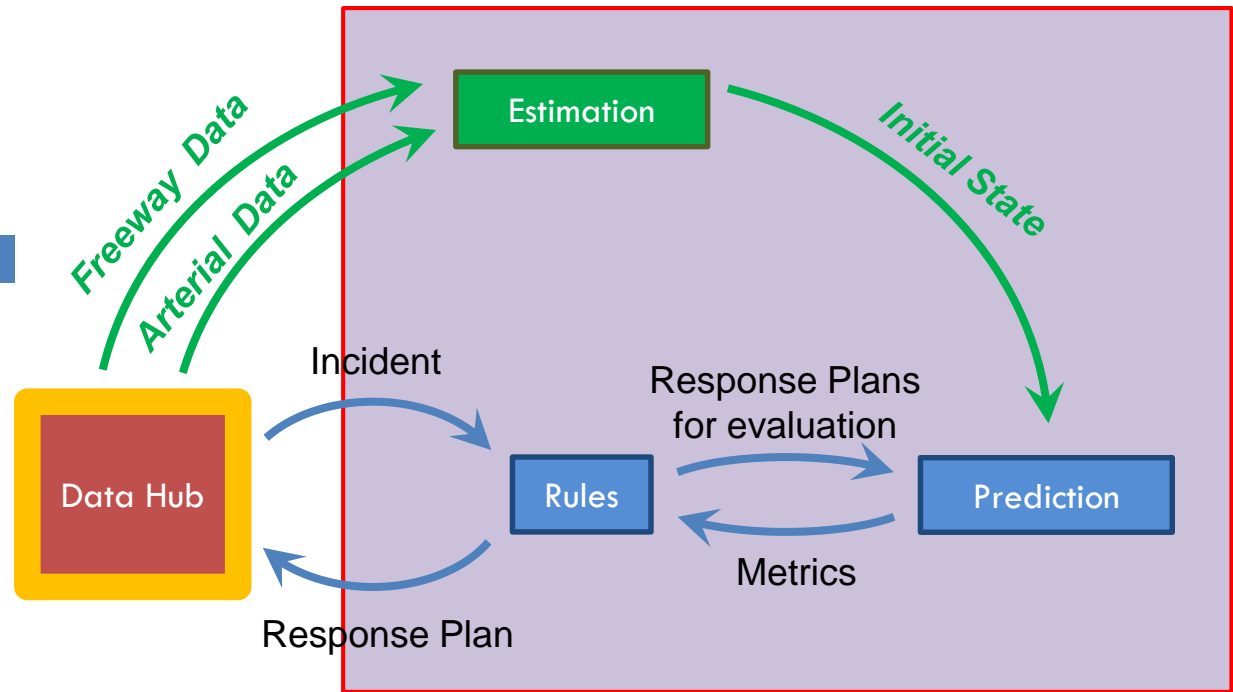 Estimation
Freeway Data
Arterial Data
Initial State
Incident
Response Plans
for evaluation
Data Hub
Rules
Prediction
Metrics
Response Plan